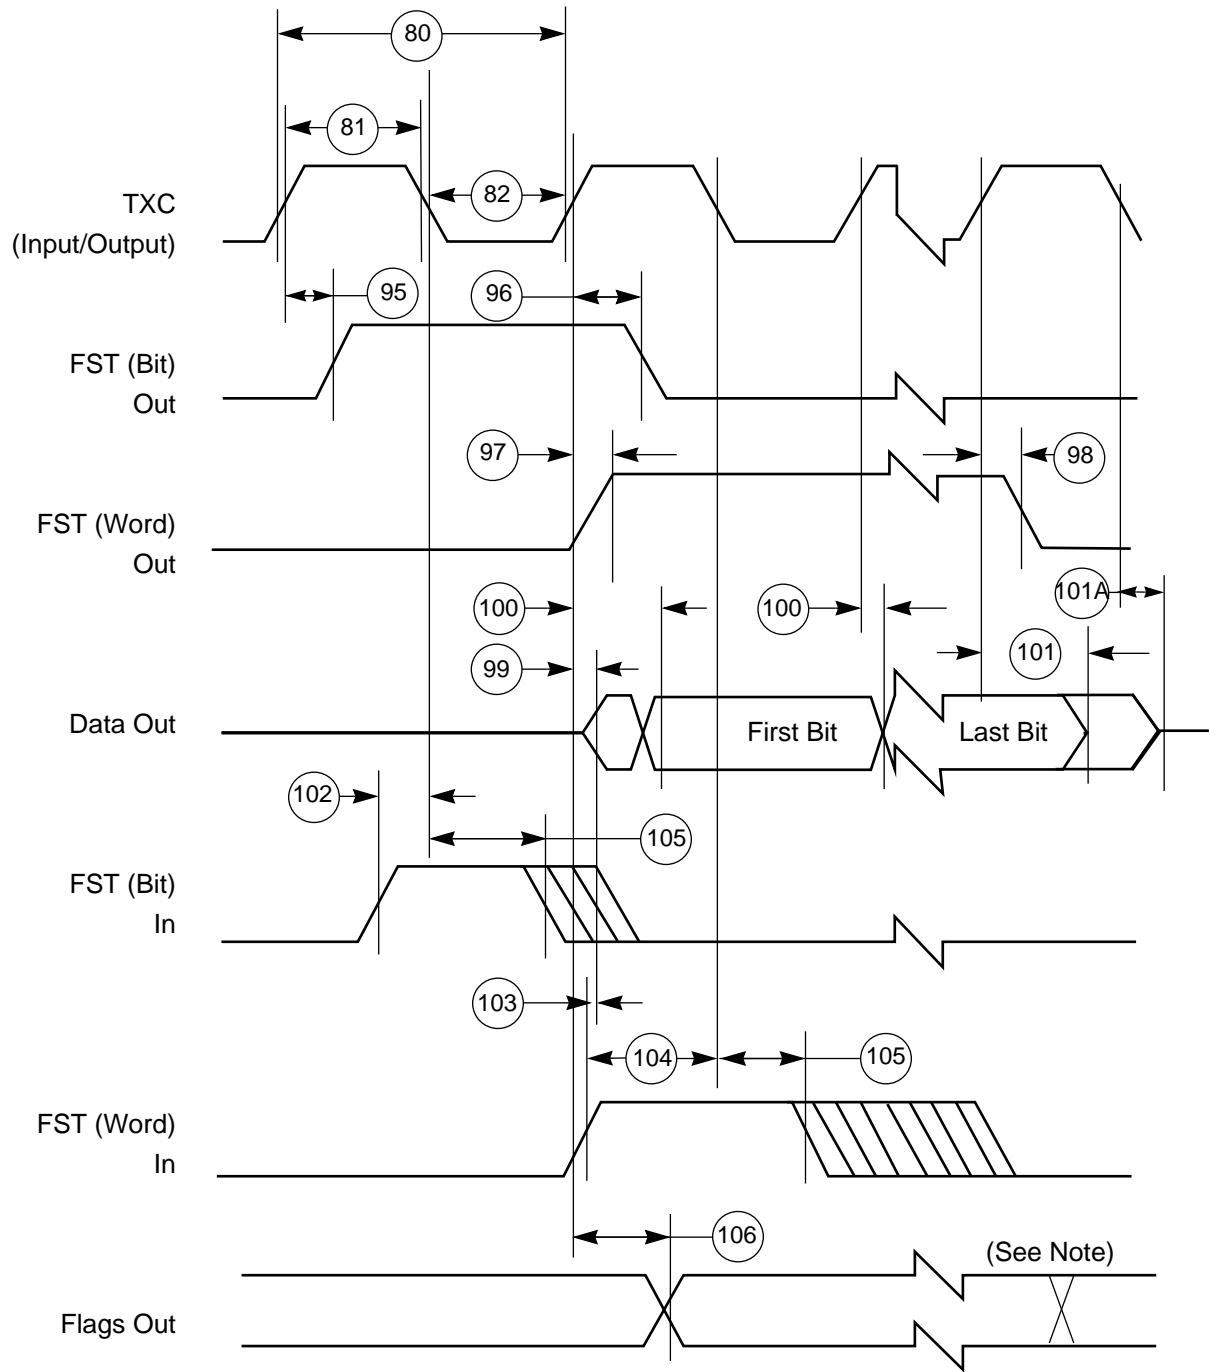 80
81
TXC
82
(Input/Output)
95
96
FST (Bit)
Out
97
98
FST (Word)
Out
100
100
101A
99
101
Data Out
First Bit
Last Bit
102
105
FST (Bit)
In
103
104
105
FST (Word)
In
106
(See Note)
Flags Out